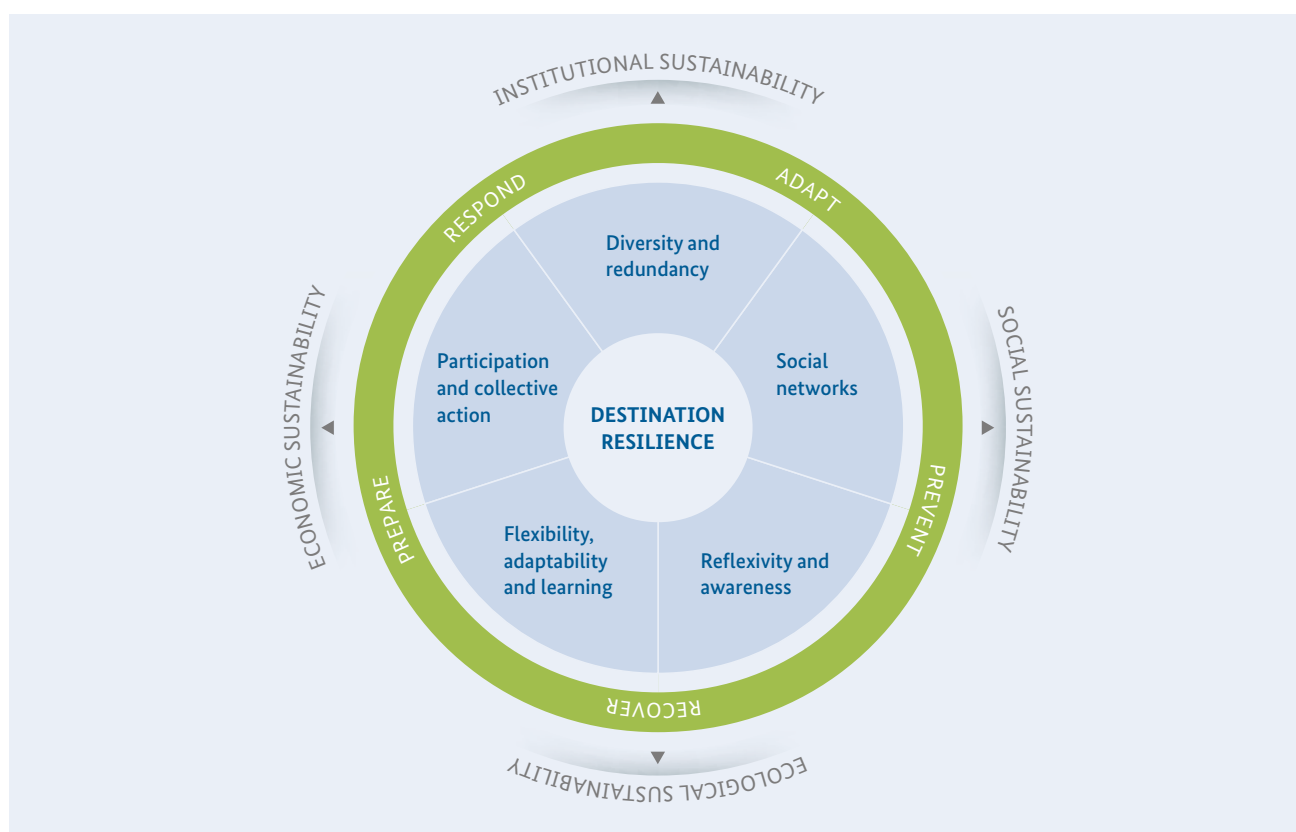 INSTITUTIONAL SUSTAINABILITY
RESPOND
ADAPT
Diversity and
redundancy
ECONOMIC SUSTAINABILITY
SOCIAL SUSTAINABILITY
Participation
and collective
action
Social
networks
DESTINATION
RESILIENCE
PREPARE
PREVENT
Flexibility,
adaptability
and learning
Reflexivity and
awareness
RECOVER
ECOLOGICAL SUSTAINABILITY